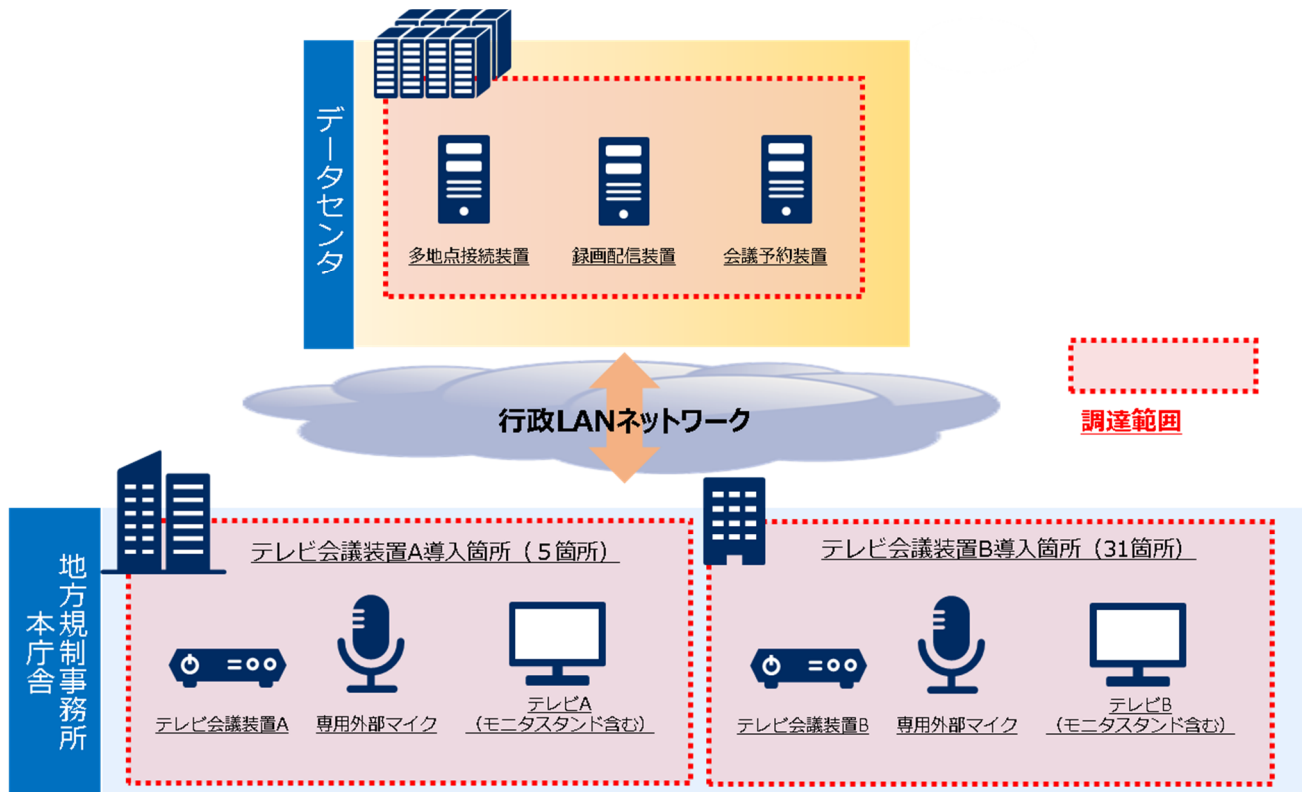 データセンタ
多地点接続装置
録画配信装置
会議予約装置
行政LANネットワーク
調達範囲
地方規制事務所
本庁舎
テレビ会議装置A導入箇所（５箇所）
テレビ会議装置A
専用外部マイク
テレビA
（モニタスタンド含む）
テレビ会議装置B導入箇所（31箇所）
テレビ会議装置B
専用外部マイク
テレビB
（モニタスタンド含む）